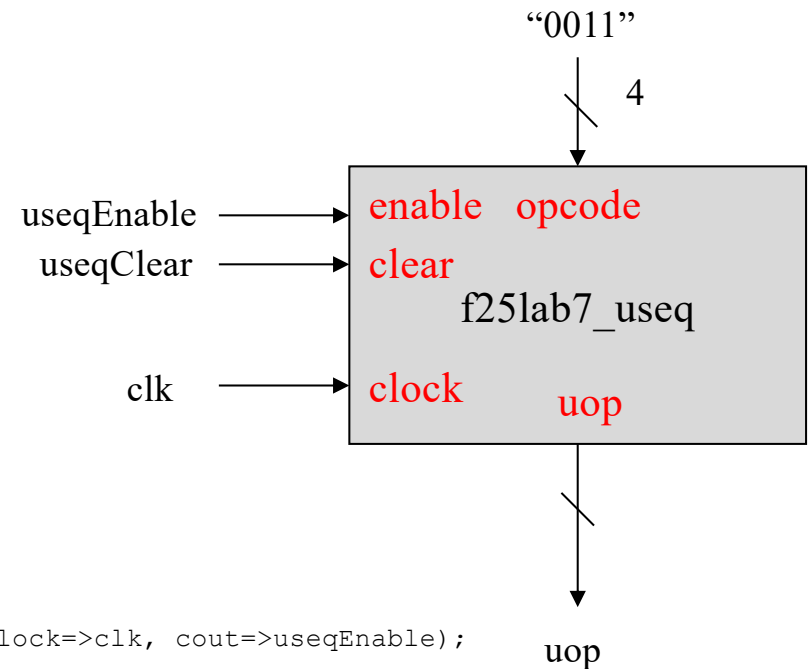 “0011”
4
useqEnable
enable opcode
useqClear
clear
f25lab7_useq
clk
clock
uop
lock=>clk, cout=>useqEnable);
uop